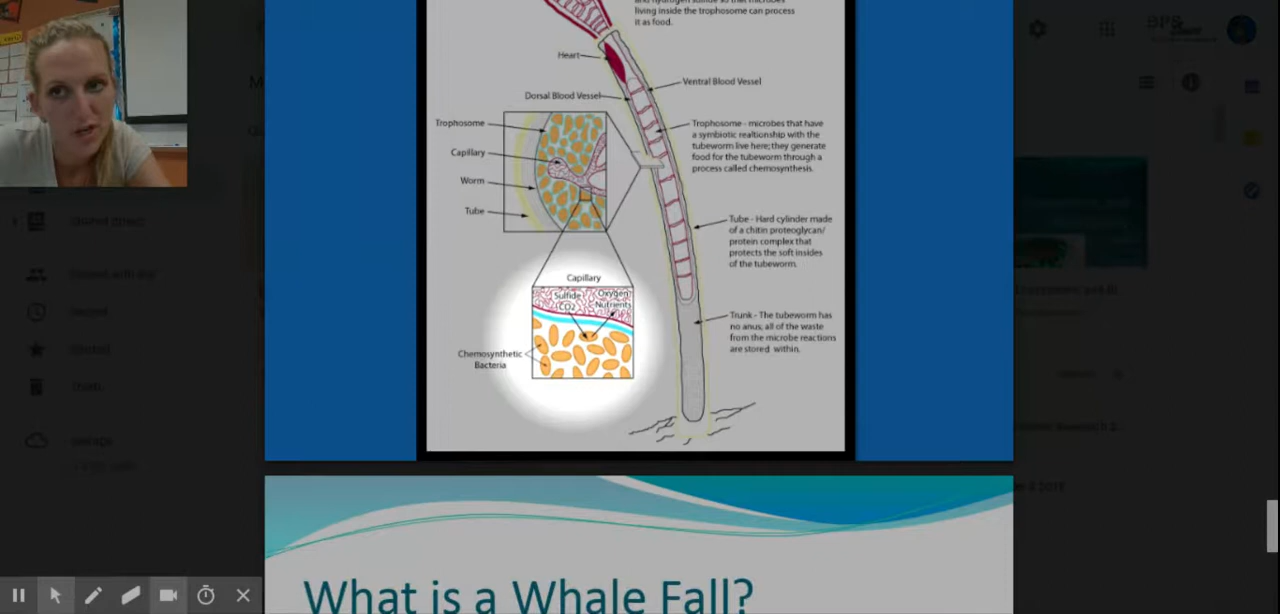 and hydrogen sulfide so that microbes
living inside the trophosome can process
it as food.
Heart
Ventral Blood Vessel
Dorsal Blood Vessel
Trophosome
Trophosome - microbes that have
a symbiotic realtionship with the
tubeworm live here; they generate
food for the tubeworm through a
process called chemosynthesis.
Capillary
Worm
Tube
Tube - Hard cylinder made
of a chitin proteoglycan/
protein complex that
protects the soft insides
of the tubeworm.
Capillary
Sulfide
CO2
Oxygen
Nutrients
Trunk - The tubeworm has
no anus; all of the waste
from the microbe reactions
are stored within.
Chemosynthetic
Bacteria
What is a Whale Fall?
BPS